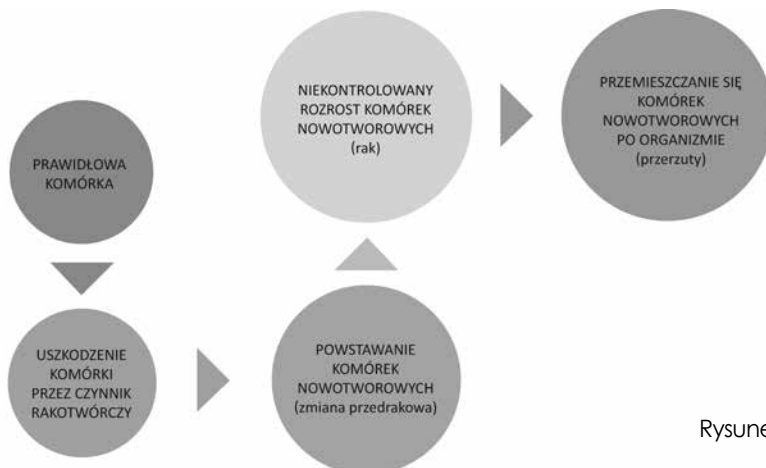 PRAWIDŁOWA
KOMÓRKA
USZKODZENIE
KOMÓRKI
PRZEZ CZYNNIK
RAKOTWÓRCZY
POWSTAWANIE
KOMÓREK
NOWOTWOROWYCH
(zmiana przedrakowa)
NIEKONTROLOWANY
ROZROST KOMÓREK
NOWOTWOROWYCH
(rak)
PRZEMIESZCZANIE SIĘ
KOMÓREK
NOWOTWOROWYCH
PO ORGANIZMIE
(przerzuty)